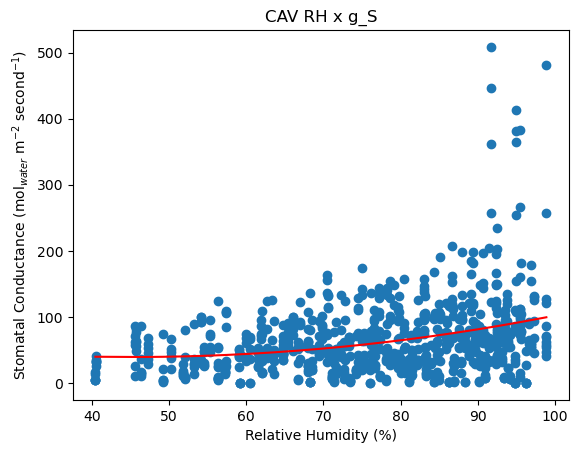 CAV RH x g_S
Stomatal Conductance (mol_water m⁻² second⁻¹)
500
400
300
200
100
0
40 50 60 70 80 90 100
Relative Humidity (%)